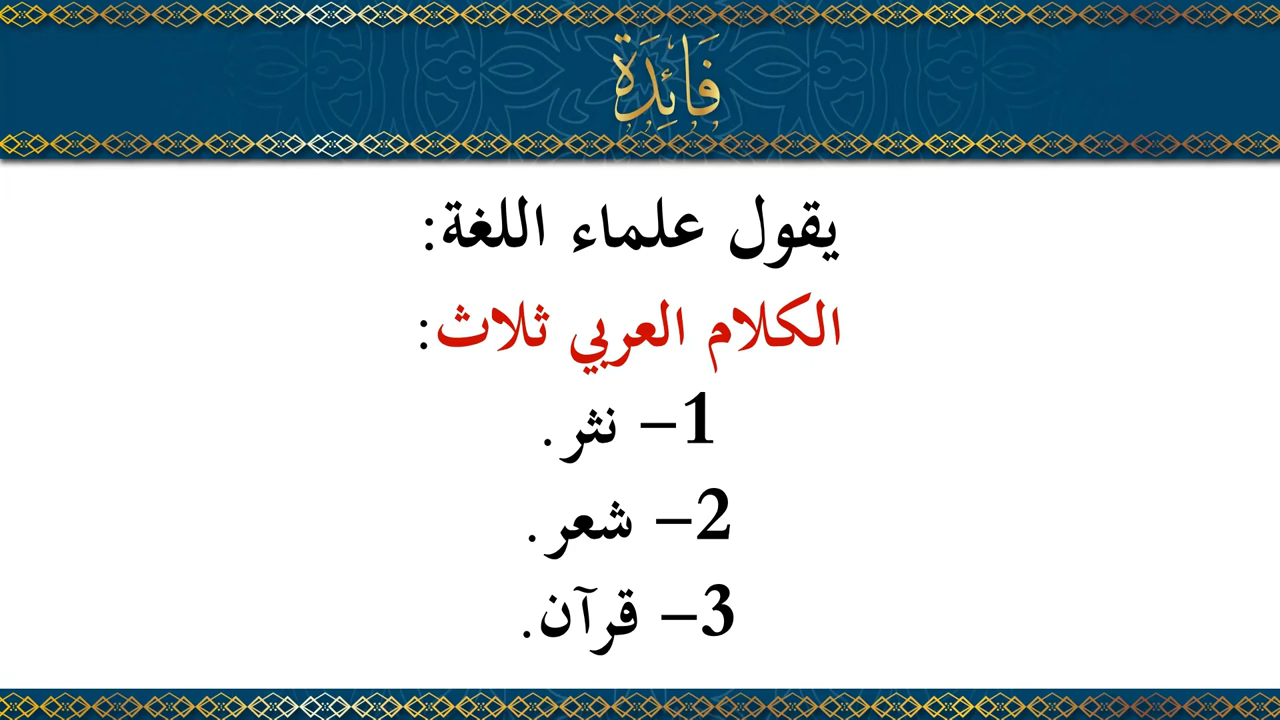 فَائِدَة
يقول علماء اللغة:
الكلام العربي ثلاث:
1- نثر.
2- شعر.
3- قرآن.